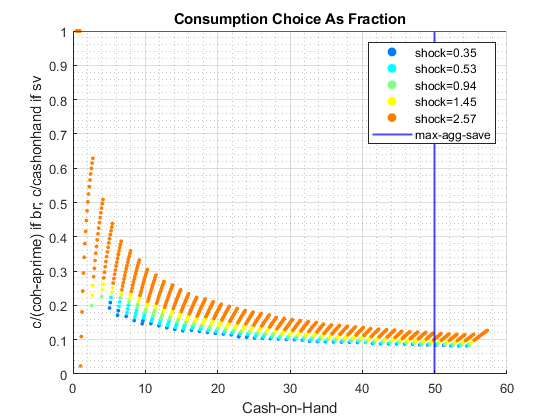 Consumption Choice As Fraction
c/(coh-aprime) if br, c/cashonhand if sv
1
0.9
0.8
0.7
0.6
0.5
0.4
0.3
0.2
0.1
0
shock=0.35
shock=0.53
shock=0.94
shock=1.45
shock=2.57
max-agg-save
0 10 20 30 40 50 60
Cash-on-Hand